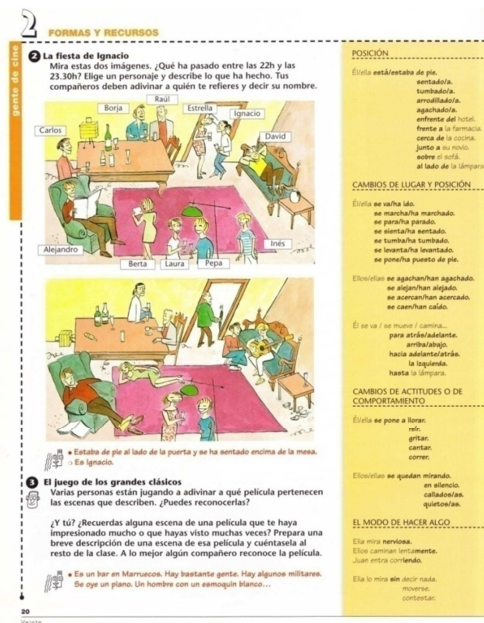 2 FORMAS Y RECURSOS
gente de cine
2 La fiesta de Ignacio
Mira estas dos imágenes. ¿Qué ha pasado entre las 22h y las
23.30h? Elige un personaje y describe lo que ha hecho. Tus
compañeros deben adivinar a quién te refieres y decir su nombre.
Raúl
Borja
Estrella
Ignacio
Carlos
David
Alejandro
Inés
Berta
Laura
Pepa
Estaba de pie al lado de la puerta y se ha sentado encima de la mesa.
Es Ignacio.
3 El juego de los grandes clásicos
Varias personas están jugando a adivinar a qué película pertenecen
las escenas que describen. ¿Puedes reconocerlas?
¿Y tú? ¿Recuerdas alguna escena de una película que te haya
impresionado mucho o que hayas visto muchas veces? Prepara una
breve descripción de una escena de esa película y cuéntasela al
resto de la clase. A lo mejor algún compañero reconoce la película.
Es un bar en Marruecos. Hay bastante gente. Hay algunos militares.
Se oye un piano. Un hombre con un esmoquin blanco...
20
POSICIÓN
Él/ella está/estaba de pie.
sentado/a.
tumbado/a.
arrodillado/a.
agachado/a.
enfrente del hotel.
frente a la farmacia.
cerca de la cocina.
junto a su novio.
sobre el sofá.
al lado de la lámpara
CAMBIOS DE LUGAR Y POSICIÓN
Él/ella se va/ha ido.
se marcha/ha marchado.
se para/ha parado.
se sienta/ha sentado.
se tumba/ha tumbado.
se levanta/ha levantado.
se pone/ha puesto de pie.
Ellos/ellas se agachan/han agachado.
se alejan/han alejado.
se acercan/han acercado.
se caen/han caído.
Él se va / se mueve / camina...
para atrás/adelante.
arriba/abajo.
hacia adelante/atrás.
la izquierda.
hasta la lámpara.
CAMBIOS DE ACTITUDES O DE
COMPORTAMIENTO
Él/ella se pone a llorar.
reír.
gritar.
cantar.
correr.
Ellos/ellas se quedan mirando.
en silencio.
callados/as.
quietos/as.
EL MODO DE HACER ALGO
Ella mira nerviosa.
Ellos caminan lentamente.
Juan entra corriendo.
Ella lo mira sin decir nada.
moverse.
contestar.